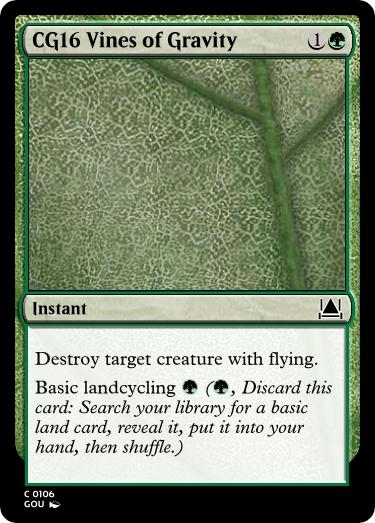 CG16 Vines of Gravity 1
Instant
Destroy target creature with flying.
Basic landcycling (, Discard this
card: Search your library for a basic
land card, reveal it, put it into your
hand, then shuffle.)
C 0106
GOU